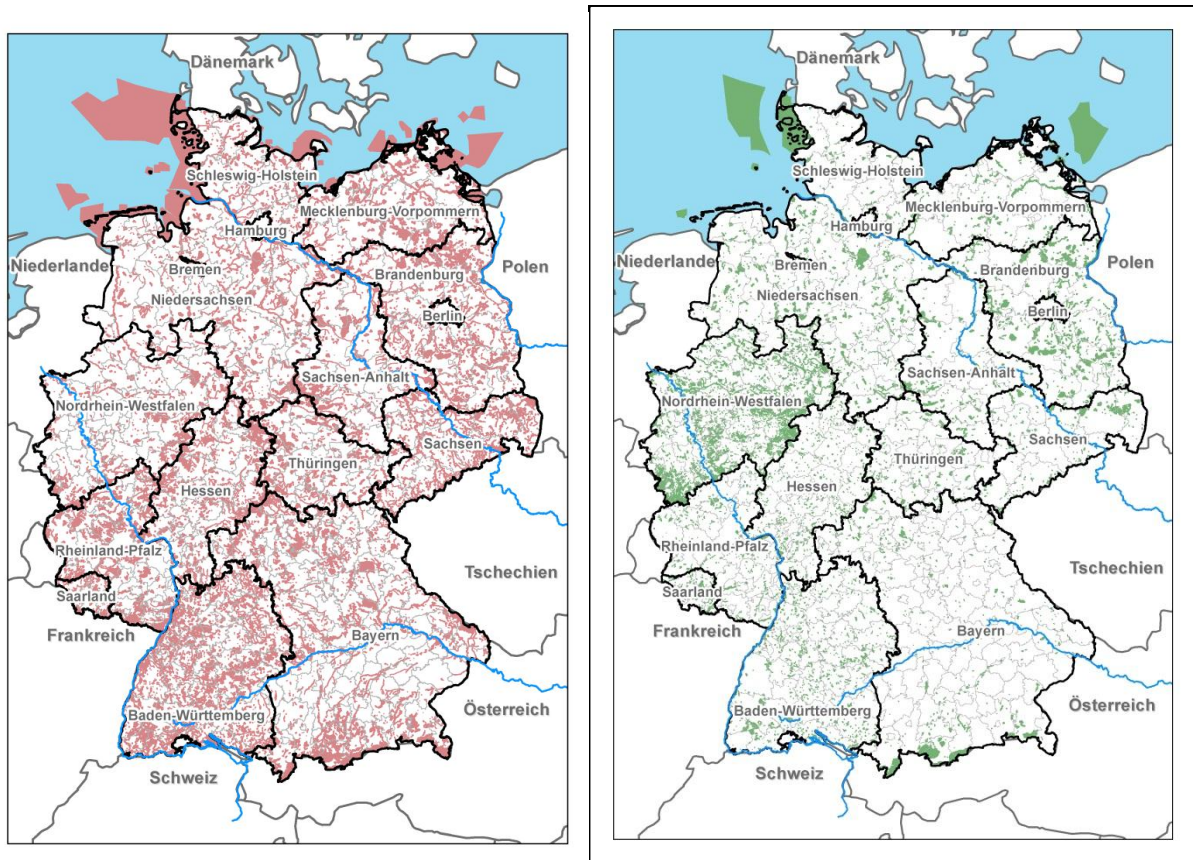 Dänemark
Schleswig-Holstein
Mecklenburg-Vorpommern
Hamburg
Niederlande
Bremen
Brandenburg
Polen
Niedersachsen
Berlin
Sachsen-Anhalt
Nordrhein-Westfalen
Sachsen
Thüringen
Hessen
Rheinland-Pfalz
Tschechien
Saarland
Frankreich
Bayern
Österreich
Baden-Württemberg
Schweiz
Dänemark
Schleswig-Holstein
Mecklenburg-Vorpommern
Hamburg
Niederlande
Bremen
Brandenburg
Polen
Niedersachsen
Berlin
Sachsen-Anhalt
Nordrhein-Westfalen
Sachsen
Thüringen
Hessen
Rheinland-Pfalz
Tschechien
Saarland
Frankreich
Bayern
Österreich
Baden-Württemberg
Schweiz